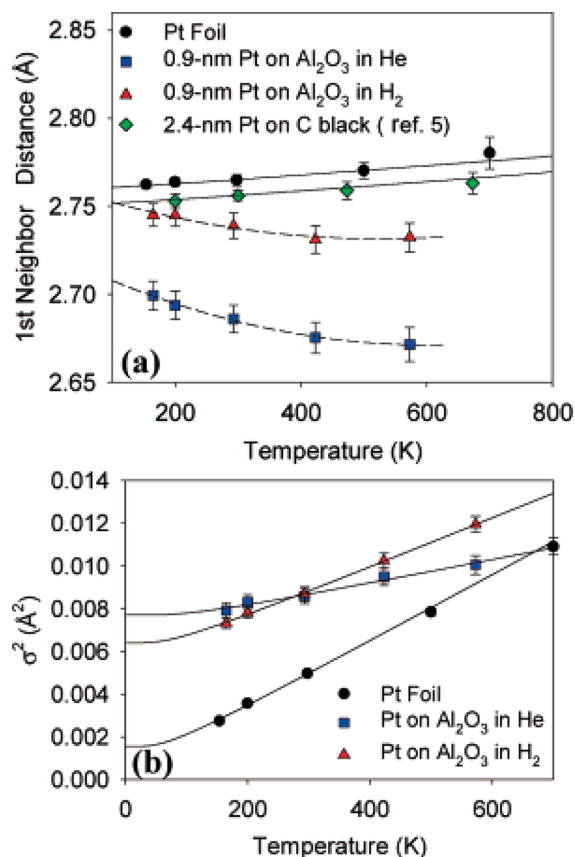 2.80
Pt Foil
0.9-nm Pt on Al₂O₃ in He
0.9-nm Pt on Al₂O₃ in H₂
2.4-nm Pt on C black ( ref. 5)
2.76
2.80
2.75
2.70
2.65
1st Neighbor Distance (Å)
(a)
200 400 600 800
Temperature (K)
0.014
0.012
0.010
0.008
0.006
0.004
0.002
0.000
σ² (Å²)
Pt Foil
Pt on Al₂O₃ in He
Pt on Al₂O₃ in H₂
(b)
0 200 400 600
Temperature (K)